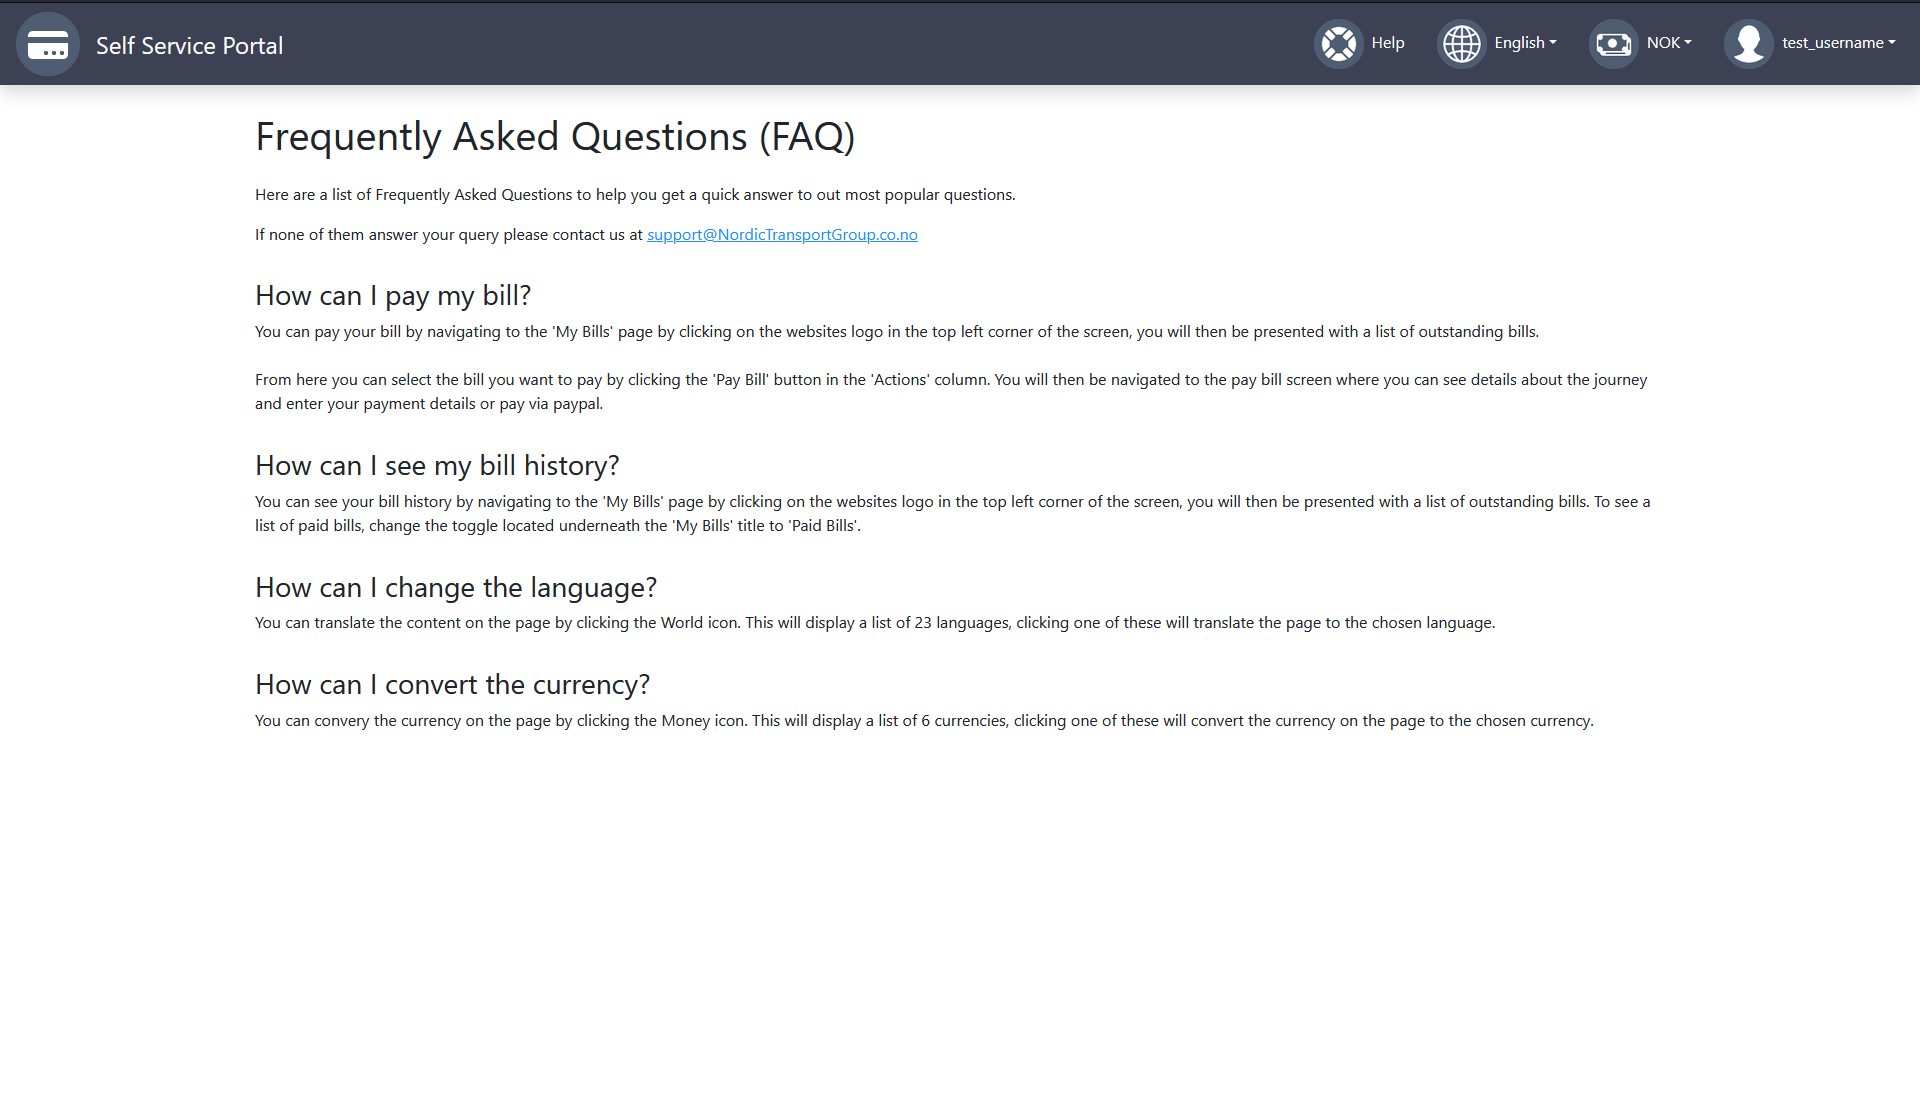 Self Service Portal
Help
English
NOK
test_username
Frequently Asked Questions (FAQ)
Here are a list of Frequently Asked Questions to help you get a quick answer to out most popular questions.
If none of them answer your query please contact us at support@NordicTransportGroup.co.no
How can I pay my bill?
You can pay your bill by navigating to the 'My Bills' page by clicking on the websites logo in the top left corner of the screen, you will then be presented with a list of outstanding bills.
From here you can select the bill you want to pay by clicking the 'Pay Bill' button in the 'Actions' column. You will then be navigated to the pay bill screen where you can see details about the journey
and enter your payment details or pay via paypal.
How can I see my bill history?
You can see your bill history by navigating to the 'My Bills' page by clicking on the websites logo in the top left corner of the screen, you will then be presented with a list of outstanding bills. To see a
list of paid bills, change the toggle located underneath the 'My Bills' title to 'Paid Bills'.
How can I change the language?
You can translate the content on the page by clicking the World icon. This will display a list of 23 languages, clicking one of these will translate the page to the chosen language.
How can I convert the currency?
You can convery the currency on the page by clicking the Money icon. This will display a list of 6 currencies, clicking one of these will convert the currency on the page to the chosen currency.